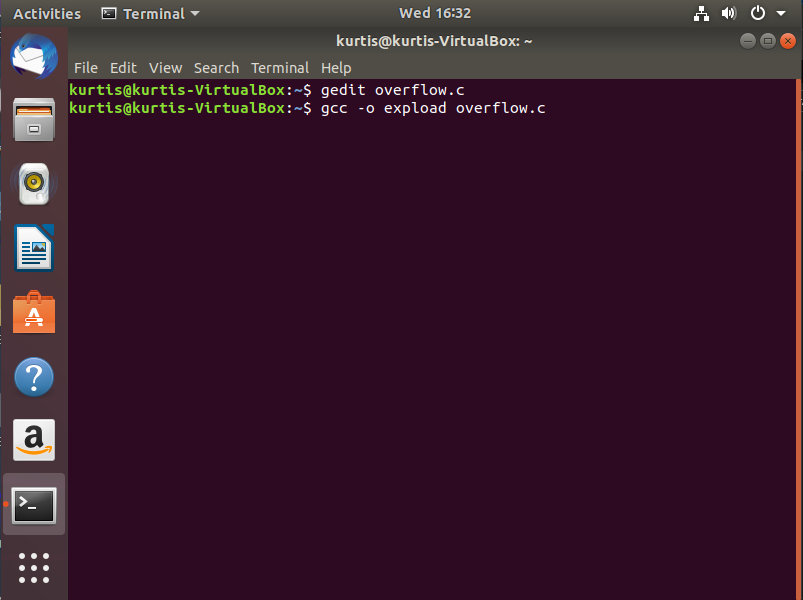 Activities Terminal Wed 16:32
kurtis@kurtis-VirtualBox: ~
File Edit View Search Terminal Help
kurtis@kurtis-VirtualBox:~$ gedit overflow.c
kurtis@kurtis-VirtualBox:~$ gcc -o expload overflow.c